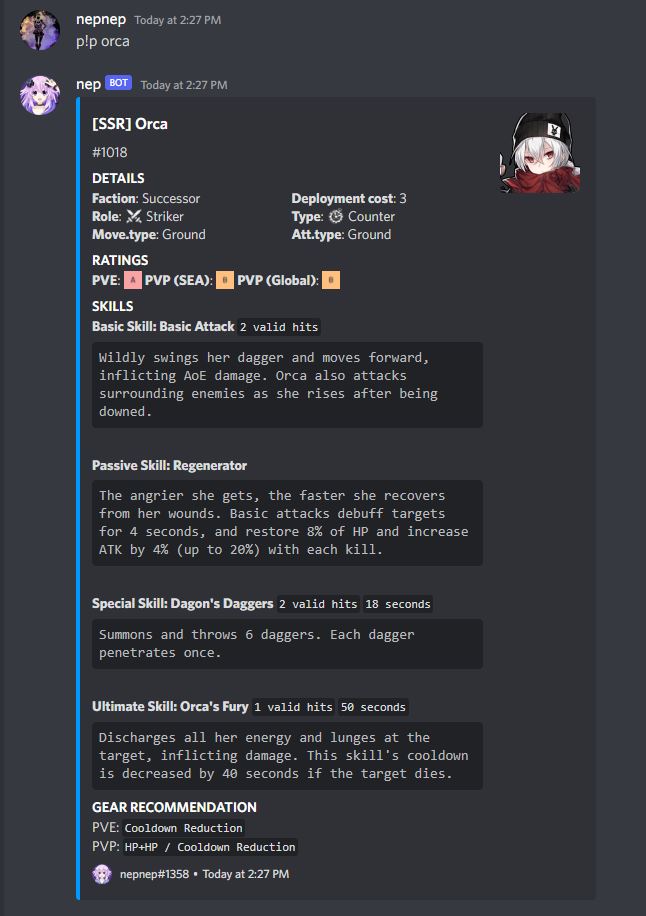 nepnep Today at 2:27 PM
p!p orca
nep BOT Today at 2:27 PM
[SSR] Orca
#1018
DETAILS
Faction: Successor Deployment cost: 3
Role: Striker Type: Counter
Move.type: Ground Att.type: Ground
RATINGS
PVE: A PVP (SEA): B PVP (Global): B
SKILLS
Basic Skill: Basic Attack 2 valid hits
Wildly swings her dagger and moves forward,
inflicting AoE damage. Orca also attacks
surrounding enemies as she rises after being
downed.
Passive Skill: Regenerator
The angrier she gets, the faster she recovers
from her wounds. Basic attacks debuff targets
for 4 seconds, and restore 8% of HP and increase
ATK by 4% (up to 20%) with each kill.
Special Skill: Dagon's Daggers 2 valid hits 18 seconds
Summons and throws 6 daggers. Each dagger
penetrates once.
Ultimate Skill: Orca's Fury 1 valid hits 50 seconds
Discharges all her energy and lunges at the
target, inflicting damage. This skill's cooldown
is decreased by 40 seconds if the target dies.
GEAR RECOMMENDATION
PVE: Cooldown Reduction
PVP: HP+HP / Cooldown Reduction
nepnep#1358 • Today at 2:27 PM